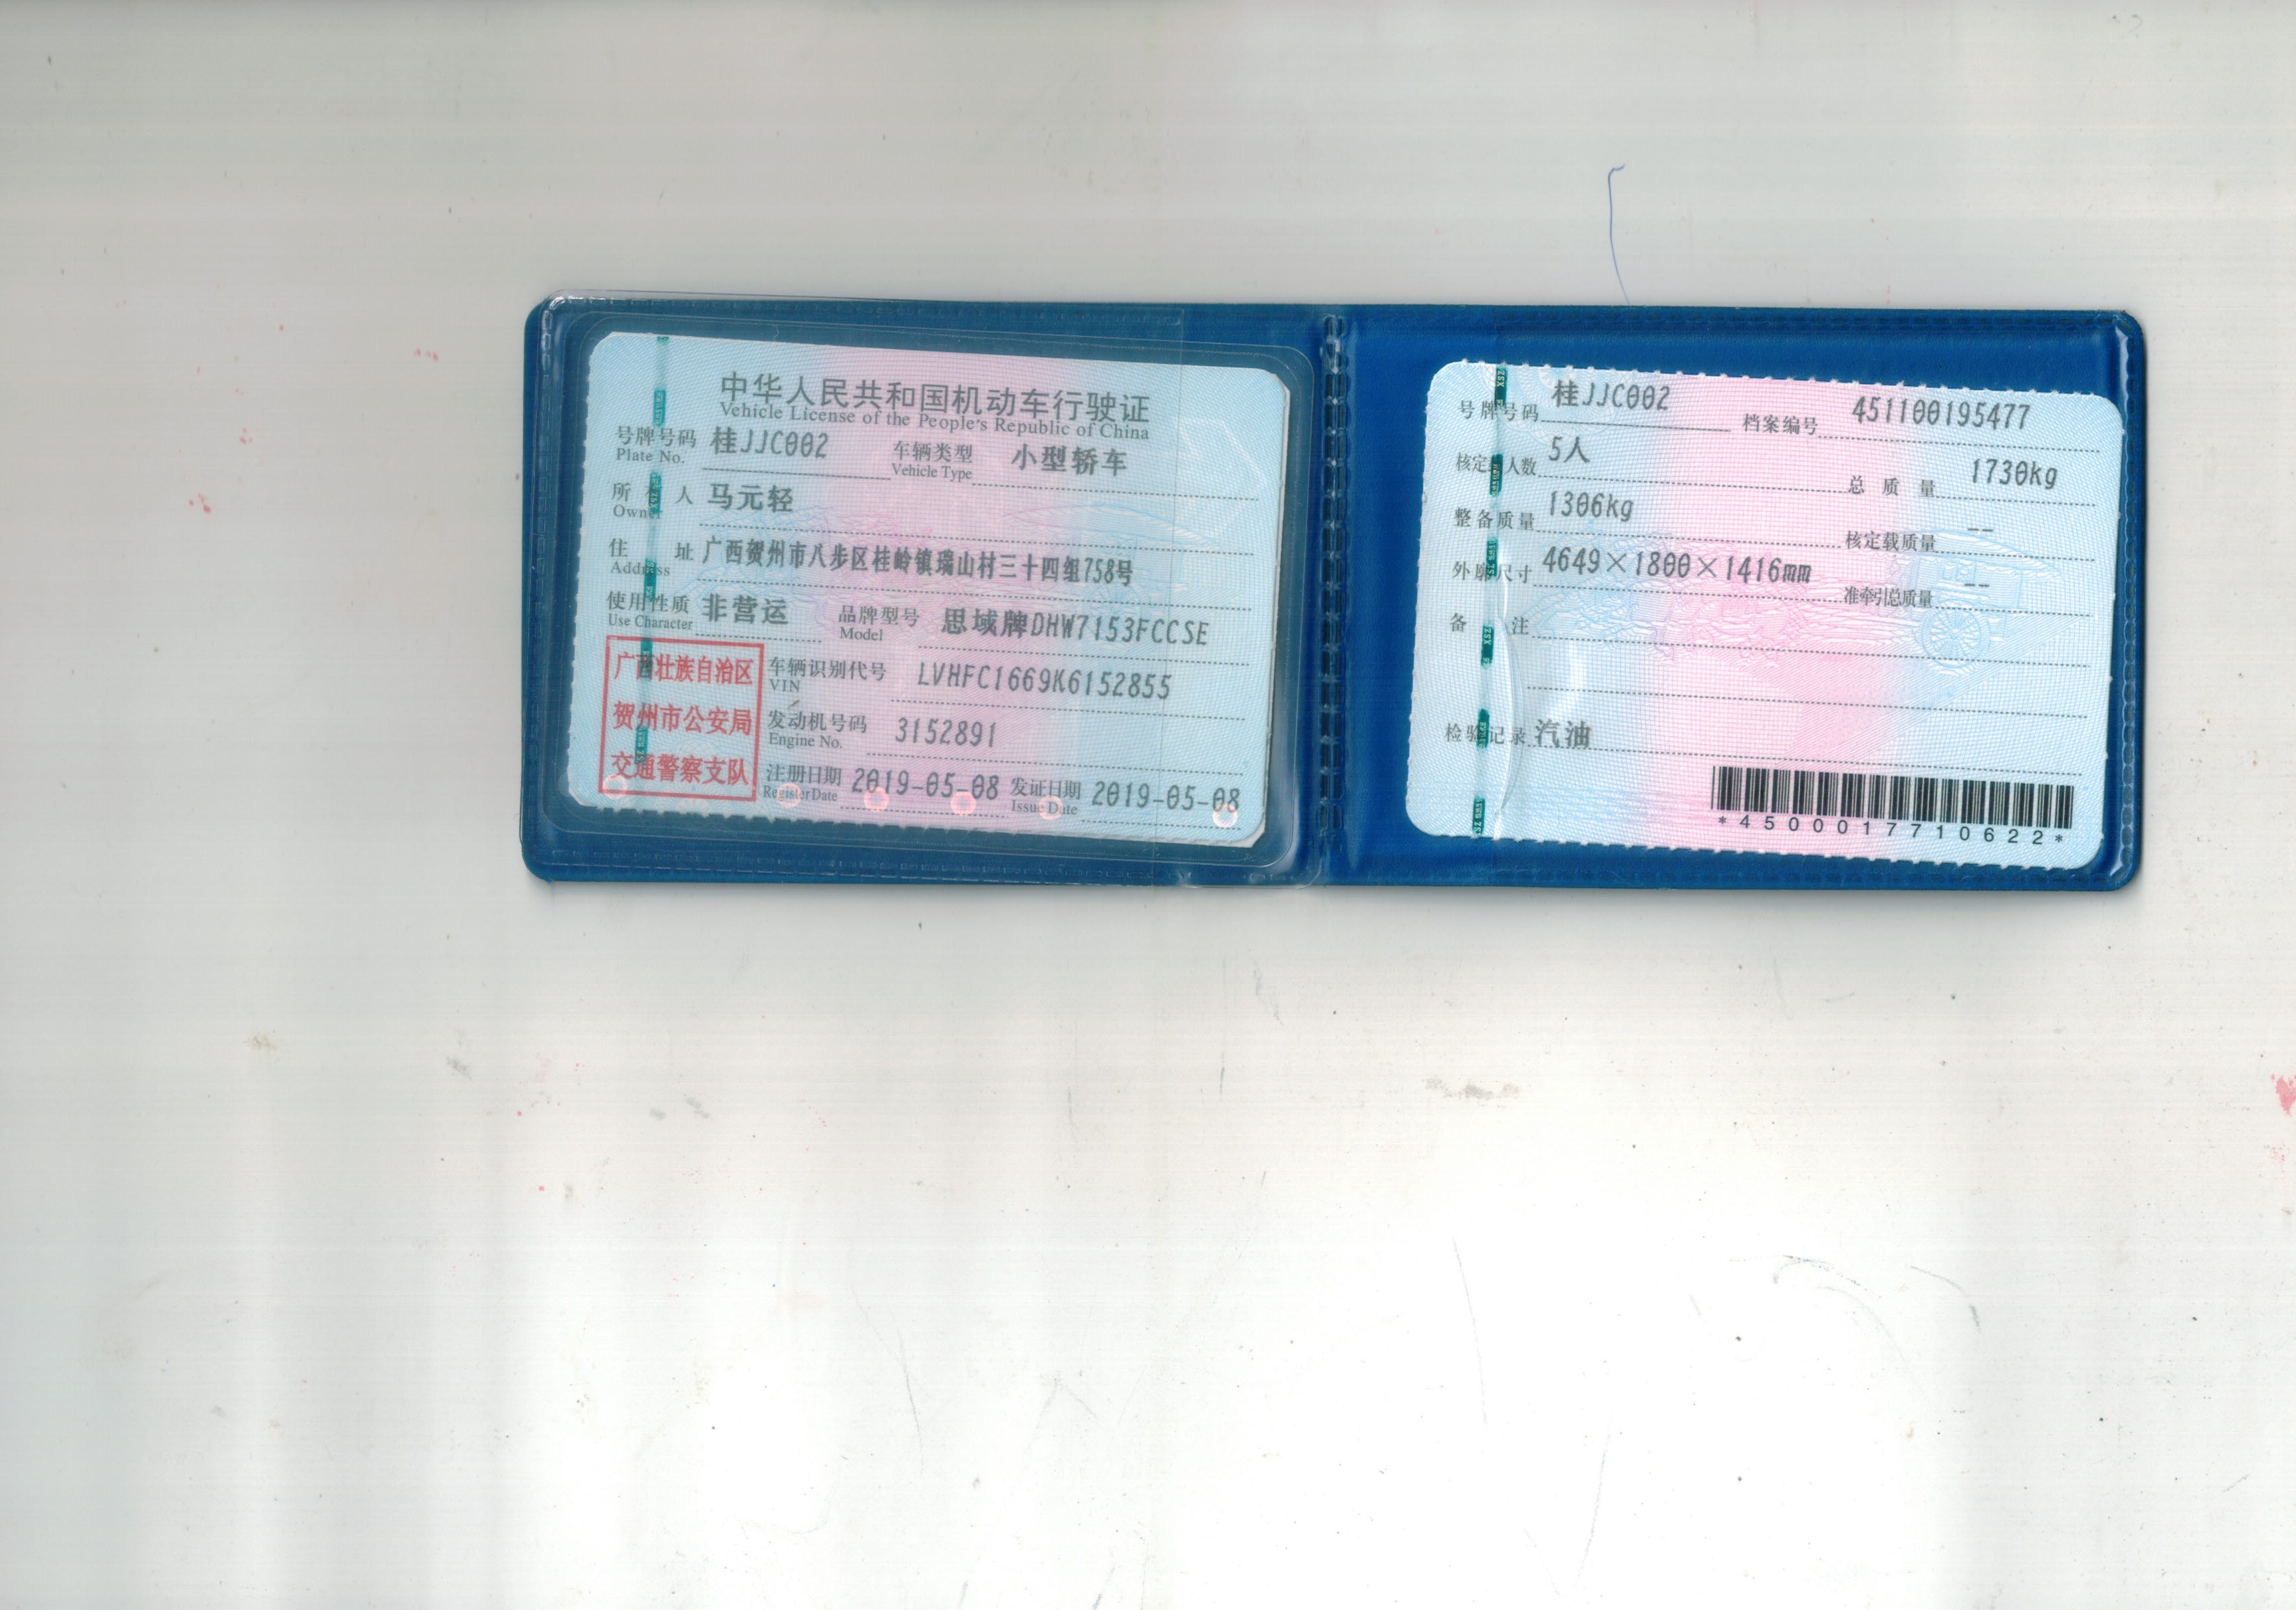 中华人民共和国机动车行驶证
Vehicle License of the People's Republic of China
号牌号码 桂JJC002 车辆类型 小型轿车
Plate No. Vehicle Type
所有人 马元轻
Owner
住址 广西贺州市八步区桂岭镇瑞山村三十四组758号
Address
使用性质 非营运 品牌型号 思域牌DHW7153FCCSE
Use Character Model
广西壮族自治区
贺州市公安局
交通警察支队
车辆识别代号 LVHFC1669K6152855
VIN
发动机号码 3152891
Engine No.
注册日期 2019-05-08 发证日期 2019-05-08
Register Date Issue Date
号牌号码 桂JJC002 档案编号 451100195477
核定载人数 5人 总质量 1730kg
整备质量 1306kg 核定载质量 --
外廓尺寸 4649×1800×1416mm 准牵引总质量 --
备注
检验记录 汽油
*4500017710622*